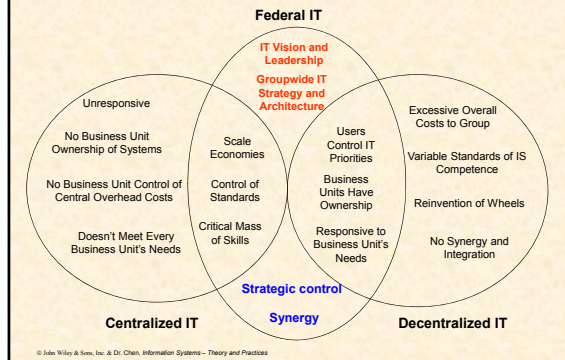 Federal IT
IT Vision and
Leadership
Groupwide IT
Strategy and
Architecture
Unresponsive
No Business Unit
Ownership of Systems
No Business Unit Control of
Central Overhead Costs
Doesn't Meet Every
Business Unit's Needs
Scale
Economies
Control of
Standards
Critical Mass
of Skills
Users
Control IT
Priorities
Business
Units Have
Ownership
Responsive to
Business Unit's
Needs
Excessive Overall
Costs to Group
Variable Standards of IS
Competence
Reinvention of Wheels
No Synergy and
Integration
Strategic control
Synergy
Centralized IT
Decentralized IT
© John Wiley & Sons, Inc. & Dr. Chen, Information Systems – Theory and Practices